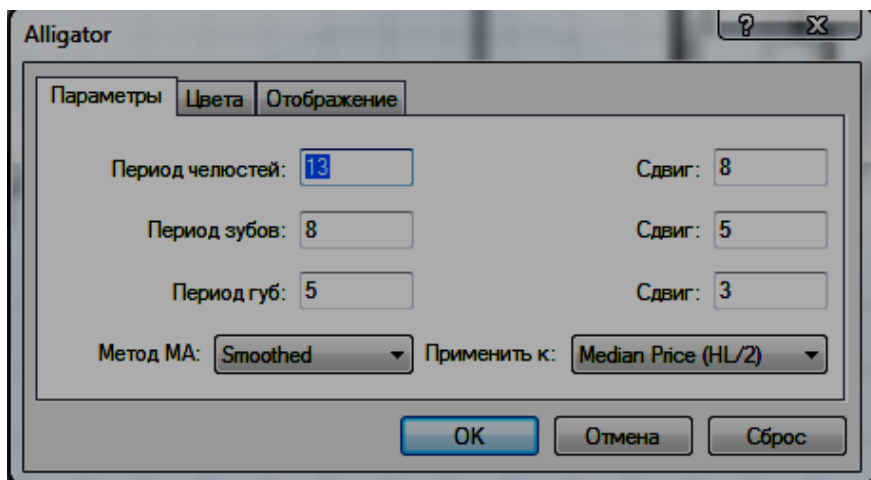 Alligator
Параметры Цвета Отображение
Период челюстей: 13 Сдвиг: 8
Период зубов: 8 Сдвиг: 5
Период губ: 5 Сдвиг: 3
Метод МА: Smoothed Применить к: Median Price (HL/2)
OK Отмена Сброс